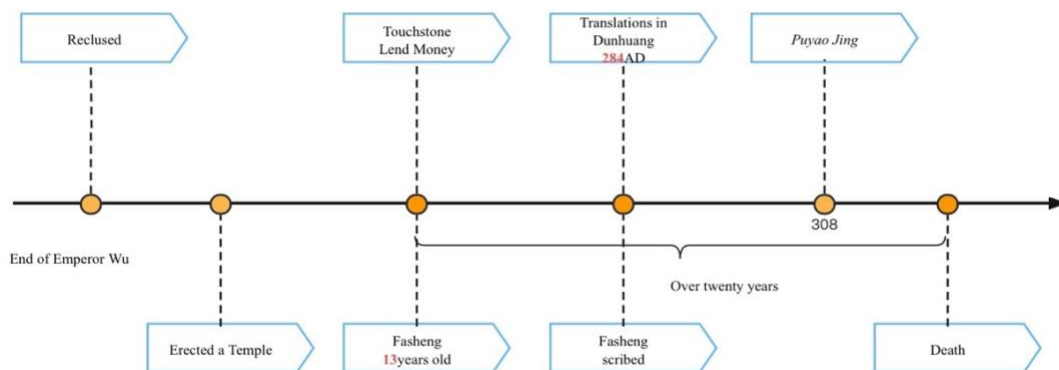 Reclused
Touchstone
Lend Money
Translations in
Dunhuang
284AD
Puyao Jing
308
End of Emperor Wu
Over twenty years
Erected a Temple
Fasheng
13years old
Fasheng
scribed
Death